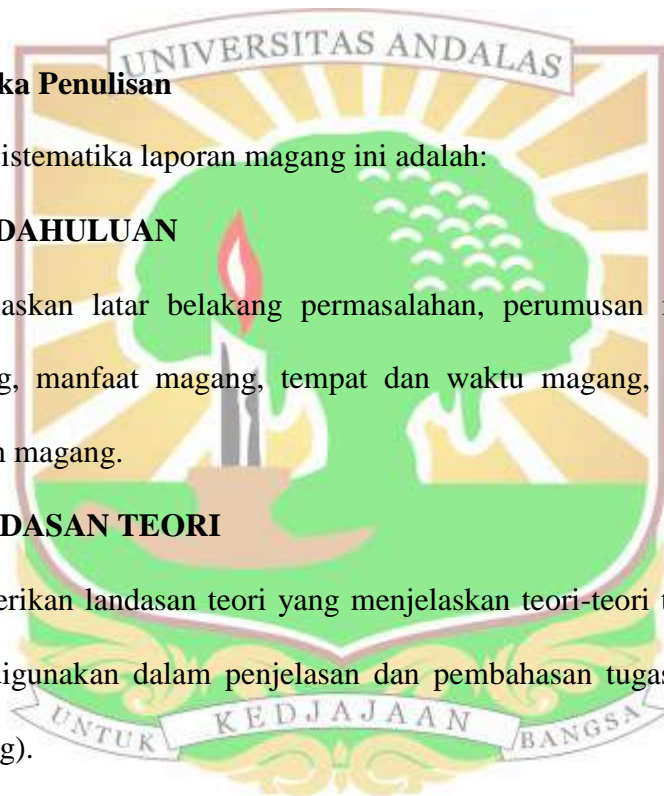 UNIVERSITAS ANDALAS
ka Penulisan
istematika laporan magang ini adalah:
DAHULUAN
laskan latar belakang permasalahan, perumusan
g, manfaat magang, tempat dan waktu magang,
n magang.
DASAN TEORI
erikan landasan teori yang menjelaskan teori-teori t
digunakan dalam penjelasan dan pembahasan tugas
g).
UNTUK KEDJAJAAN BANGSA